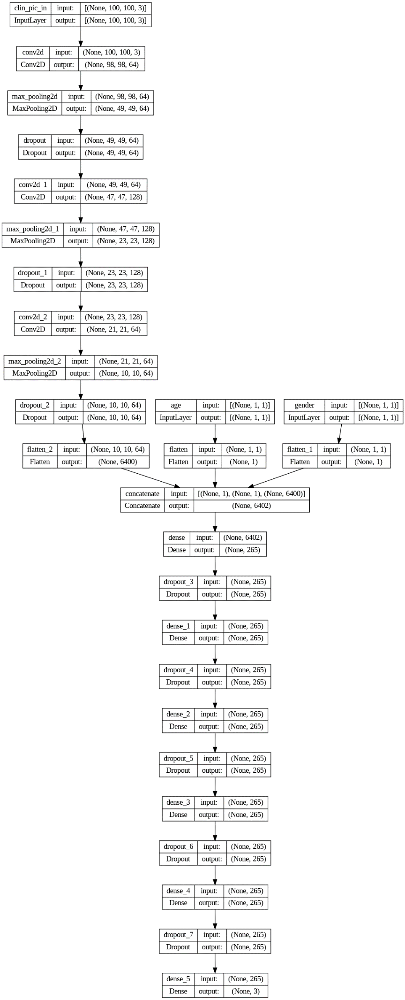 clin_pic_in input: [(None, 100, 100, 3)]
InputLayer output: [(None, 100, 100, 3)]
conv2d input: (None, 100, 100, 3)
Conv2D output: (None, 98, 98, 64)
max_pooling2d input: (None, 98, 98, 64)
MaxPooling2D output: (None, 49, 49, 64)
dropout input: (None, 49, 49, 64)
Dropout output: (None, 49, 49, 64)
conv2d_1 input: (None, 49, 49, 64)
Conv2D output: (None, 47, 47, 128)
max_pooling2d_1 input: (None, 47, 47, 128)
MaxPooling2D output: (None, 23, 23, 128)
dropout_1 input: (None, 23, 23, 128)
Dropout output: (None, 23, 23, 128)
conv2d_2 input: (None, 23, 23, 128)
Conv2D output: (None, 21, 21, 64)
max_pooling2d_2 input: (None, 21, 21, 64)
MaxPooling2D output: (None, 10, 10, 64)
dropout_2 input: (None, 10, 10, 64)
Dropout output: (None, 10, 10, 64)
age input: [(None, 1, 1)]
InputLayer output: [(None, 1, 1)]
gender input: [(None, 1, 1)]
InputLayer output: [(None, 1, 1)]
flatten_2 input: (None, 10, 10, 64)
Flatten output: (None, 6400)
flatten input: (None, 1, 1)
Flatten output: (None, 1)
flatten_1 input: (None, 1, 1)
Flatten output: (None, 1)
concatenate input: [(None, 1), (None, 1), (None, 6400)]
Concatenate output: (None, 6402)
dense input: (None, 6402)
Dense output: (None, 265)
dropout_3 input: (None, 265)
Dropout output: (None, 265)
dense_1 input: (None, 265)
Dense output: (None, 265)
dropout_4 input: (None, 265)
Dropout output: (None, 265)
dense_2 input: (None, 265)
Dense output: (None, 265)
dropout_5 input: (None, 265)
Dropout output: (None, 265)
dense_3 input: (None, 265)
Dense output: (None, 265)
dropout_6 input: (None, 265)
Dropout output: (None, 265)
dense_4 input: (None, 265)
Dense output: (None, 265)
dropout_7 input: (None, 265)
Dropout output: (None, 265)
dense_5 input: (None, 265)
Dense output: (None, 3)